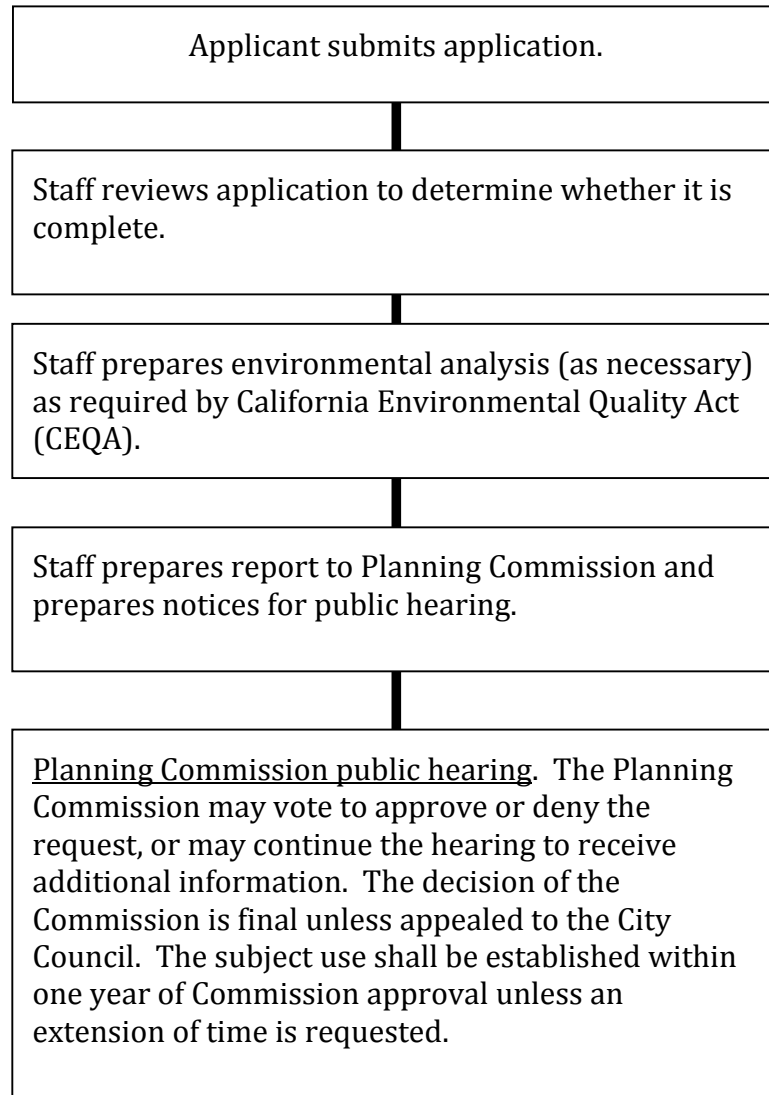 Applicant submits application.
Staff reviews application to determine whether it is
complete.
Staff prepares environmental analysis (as necessary)
as required by California Environmental Quality Act
(CEQA).
Staff prepares report to Planning Commission and
prepares notices for public hearing.
Planning Commission public hearing.  The Planning
Commission may vote to approve or deny the
request, or may continue the hearing to receive
additional information.  The decision of the
Commission is final unless appealed to the City
Council.  The subject use shall be established within
one year of Commission approval unless an
extension of time is requested.